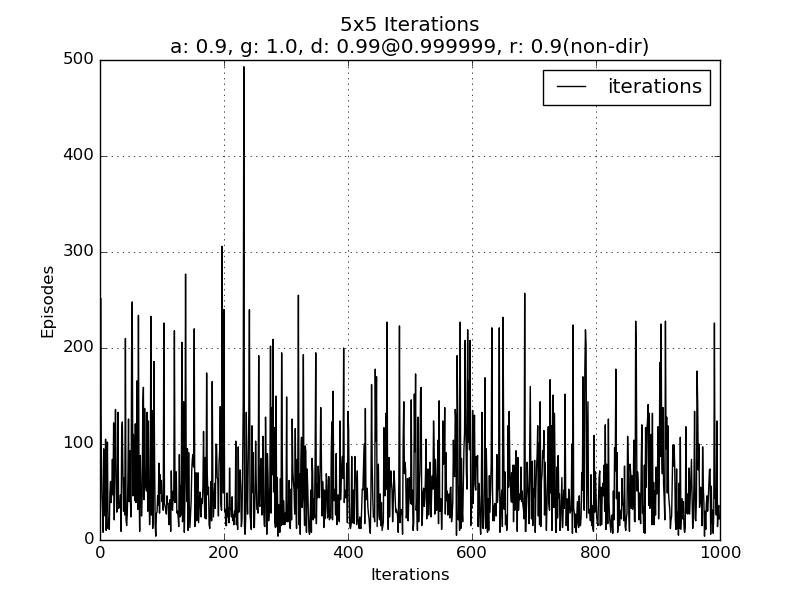 5x5 Iterations
a: 0.9, g: 1.0, d: 0.99@0.999999, r: 0.9(non-dir)
iterations
500
400
300
200
100
0
Episodes
0 200 400 600 800 1000
Iterations